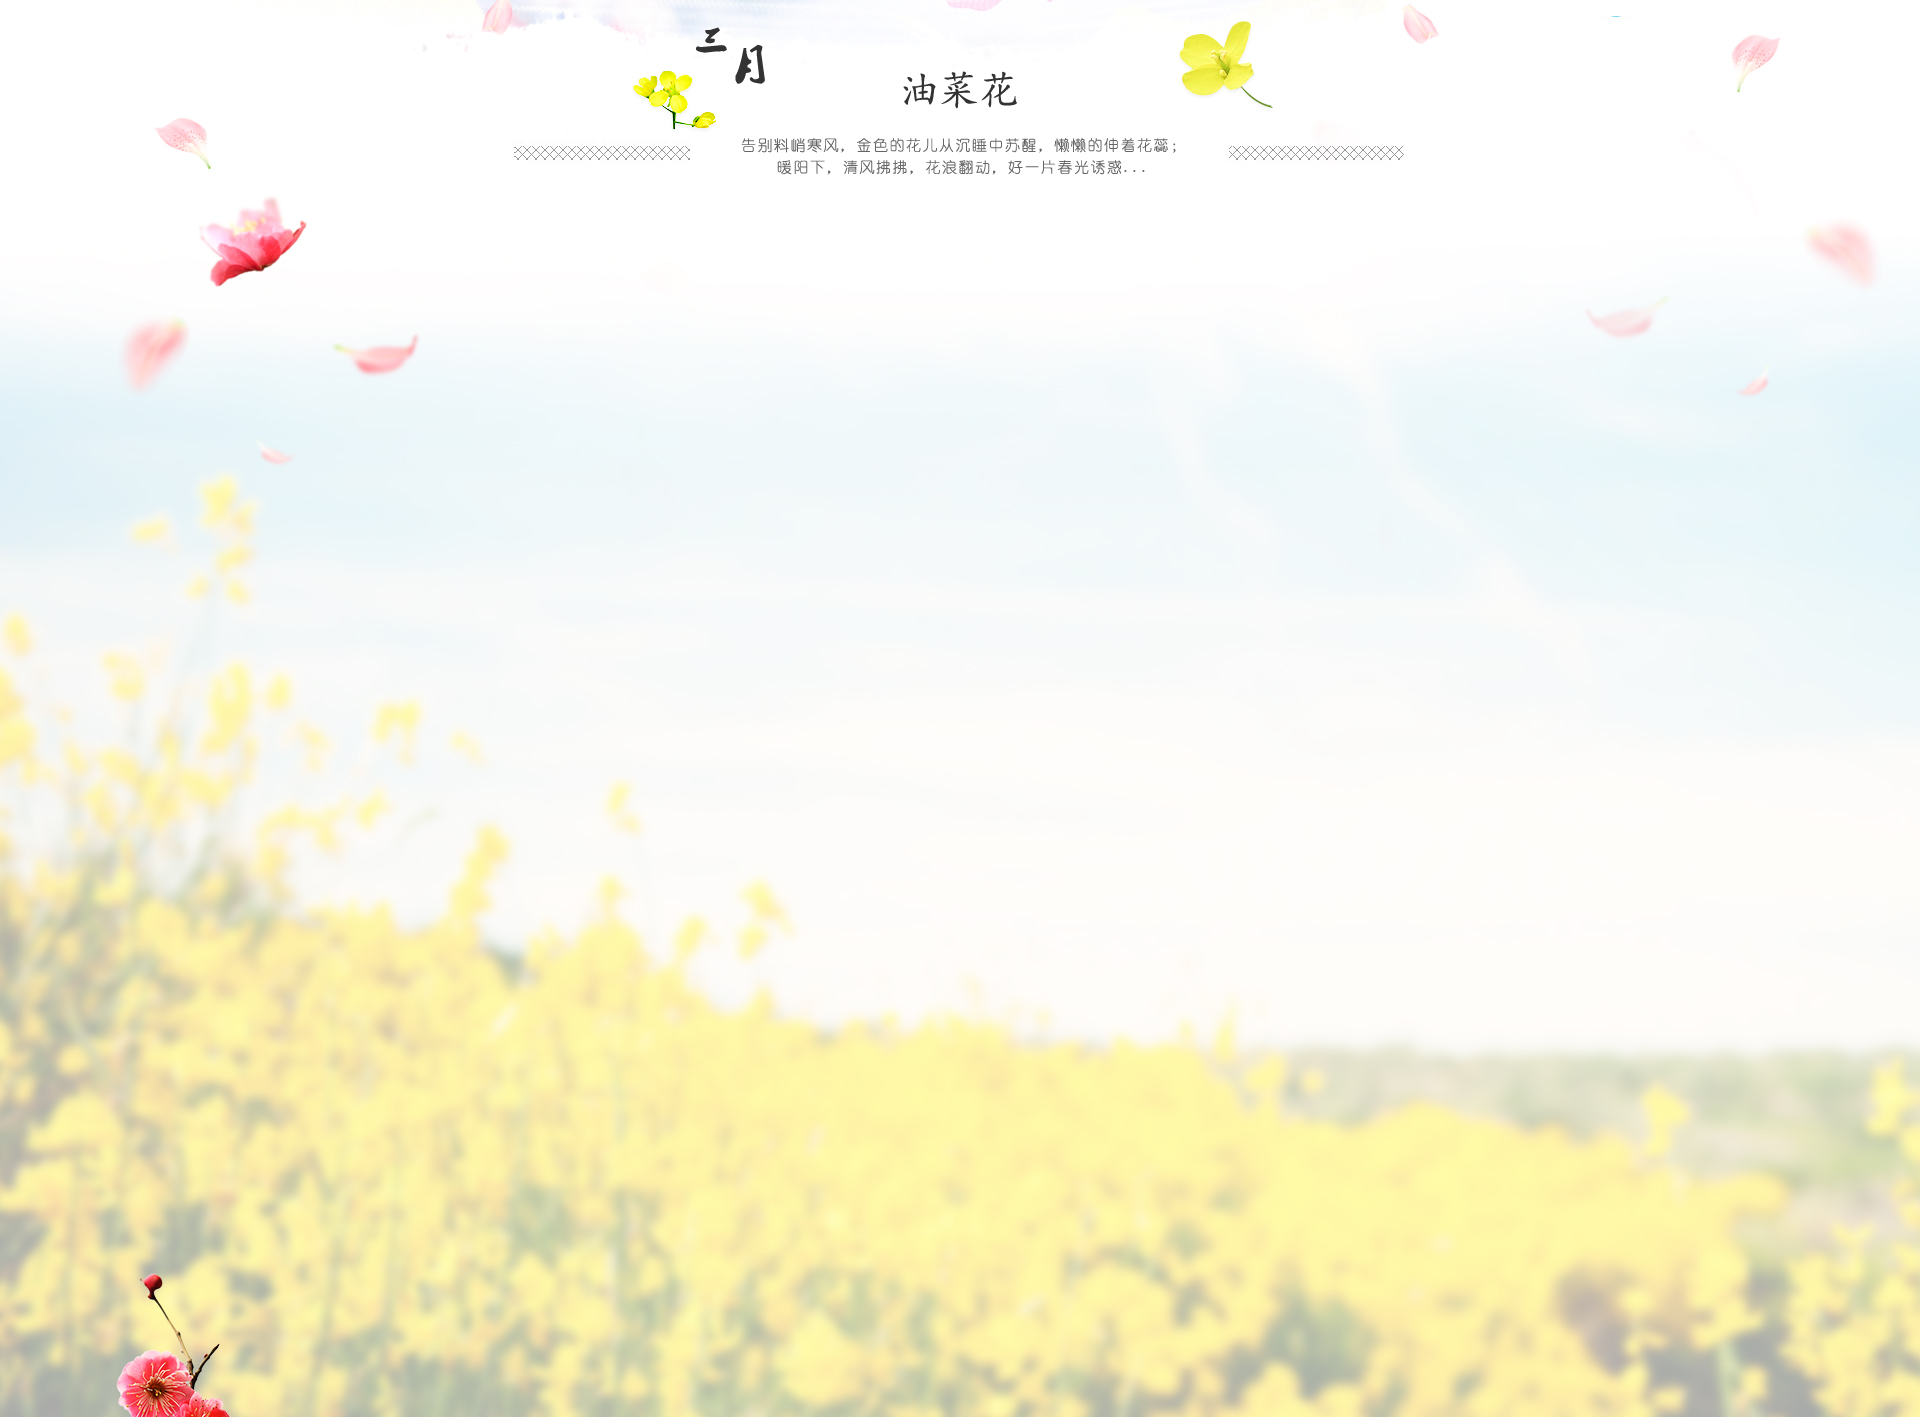 三月
油菜花
告别料峭寒风，金色的花儿从沉睡中苏醒，懒懒的伸着花蕊；
暖阳下，清风拂拂，花浪翻动，好一片春光诱惑...